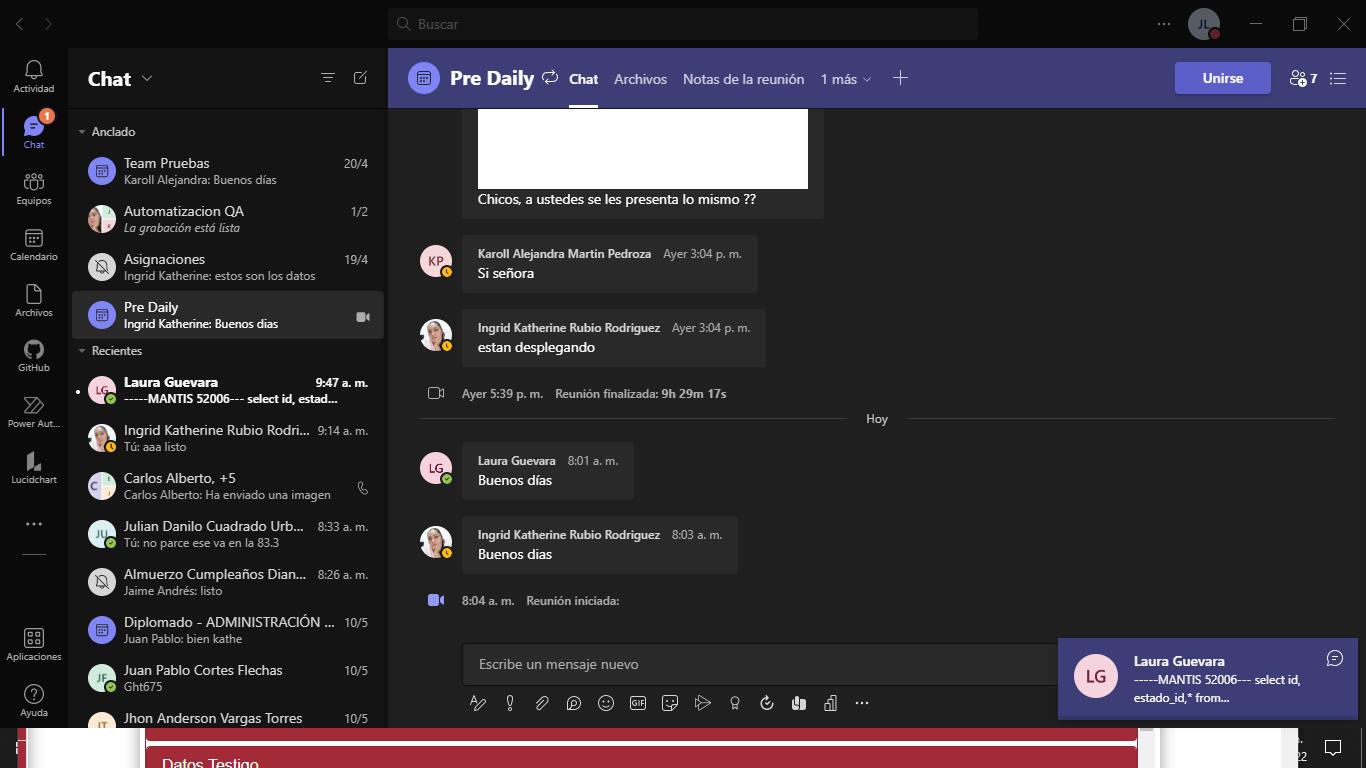 Buscar
JL
Actividad
1
Chat
Equipos
Calendario
Archivos
GitHub
Power Aut...
Lucidchart
Aplicaciones
Ayuda
Chat
Anclado
Team Pruebas 20/4
Karoll Alejandra: Buenos días
Automatizacion QA 1/2
La grabación está lista
Asignaciones 19/4
Ingrid Katherine: estos son los datos
Pre Daily
Ingrid Katherine: Buenos dias
Recientes
LG
Laura Guevara 9:47 a. m.
-----MANTIS 52006--- select id, estad...
Ingrid Katherine Rubio Rodri... 9:14 a. m.
Tú: aaa listo
Carlos Alberto, +5
Carlos Alberto: Ha enviado una imagen
JU
Julian Danilo Cuadrado Urb... 8:33 a. m.
Tú: no parce ese va en la 83.3
Almuerzo Cumpleaños Dian... 8:26 a. m.
Jaime Andrés: listo
Diplomado - ADMINISTRACIÓN ... 10/5
Juan Pablo: bien kathe
JF
Juan Pablo Cortes Flechas 10/5
Ght675
JT
Jhon Anderson Vargas Torres 10/5
Pre Daily Chat Archivos Notas de la reunión 1 más Unirse 7
Chicos, a ustedes se les presenta lo mismo ??
KP
Karoll Alejandra Martin Pedroza Ayer 3:04 p. m.
Si señora
Ingrid Katherine Rubio Rodriguez Ayer 3:04 p. m.
estan desplegando
Ayer 5:39 p. m. Reunión finalizada: 9h 29m 17s
Hoy
LG
Laura Guevara 8:01 a. m.
Buenos días
Ingrid Katherine Rubio Rodriguez 8:03 a. m.
Buenos dias
8:04 a. m. Reunión iniciada:
Escribe un mensaje nuevo
GIF
LG
Laura Guevara
-----MANTIS 52006--- select id,
estado_id,* from...
Datos Testigo
22